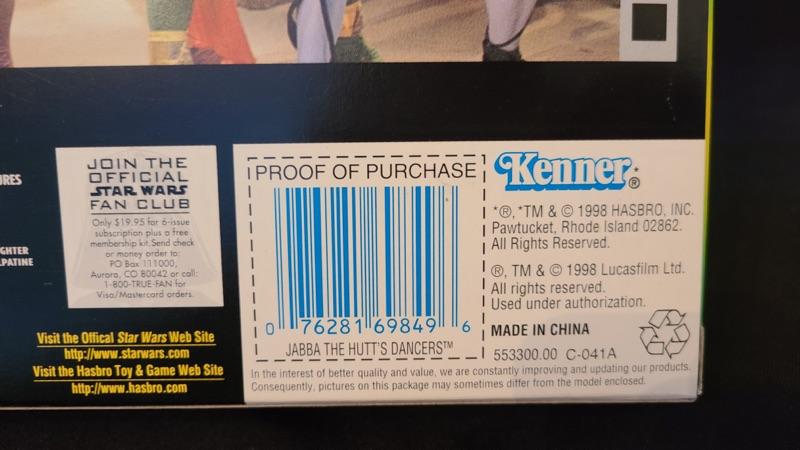 URES
GHTER
LPATINE
JOIN THE
OFFICIAL
STAR WARS
FAN CLUB
Only $19.95 for 6-issue
subscription plus a free
membership kit. Send check
or money order to:
PO Box 111000,
Aurora, CO 80042 or call:
1-800-TRUE-FAN for
Visa/Mastercard orders.
Visit the Offical Star Wars Web Site
http://www.starwars.com
Visit the Hasbro Toy & Game Web Site
http://www.hasbro.com
PROOF OF PURCHASE
0 76281 69849 6
JABBA THE HUTT'S DANCERS™
Kenner*®
*®, *TM & © 1998 HASBRO, INC.
Pawtucket, Rhode Island 02862.
All Rights Reserved.
®, TM & © 1998 Lucasfilm Ltd.
All rights reserved.
Used under authorization.
MADE IN CHINA
553300.00 C-041A
In the interest of better quality and value, we are constantly improving and updating our products.
Consequently, pictures on this package may sometimes differ from the model enclosed.